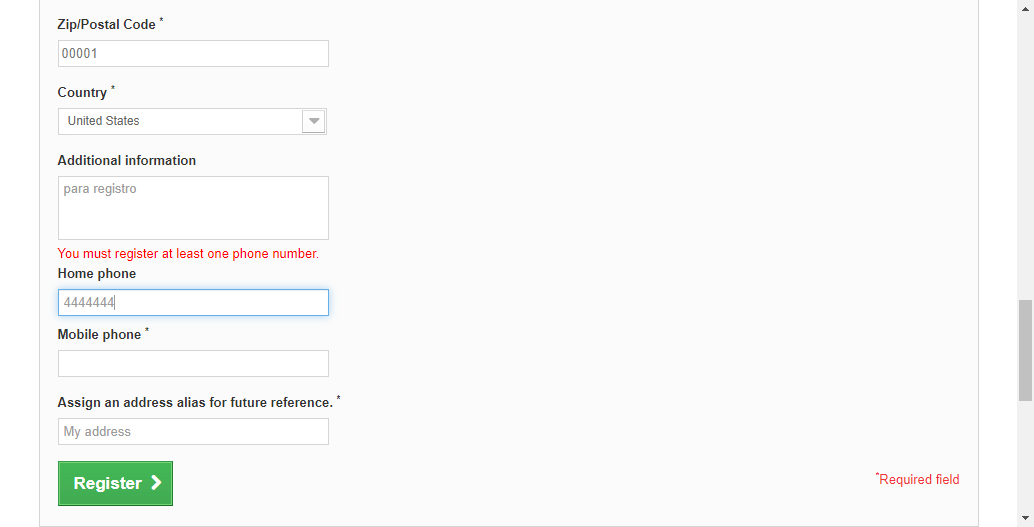 Zip/Postal Code *
00001
Country *
United States
Additional information
para registro
You must register at least one phone number.
Home phone
4444444
Mobile phone *
Assign an address alias for future reference. *
My address
Register
*Required field